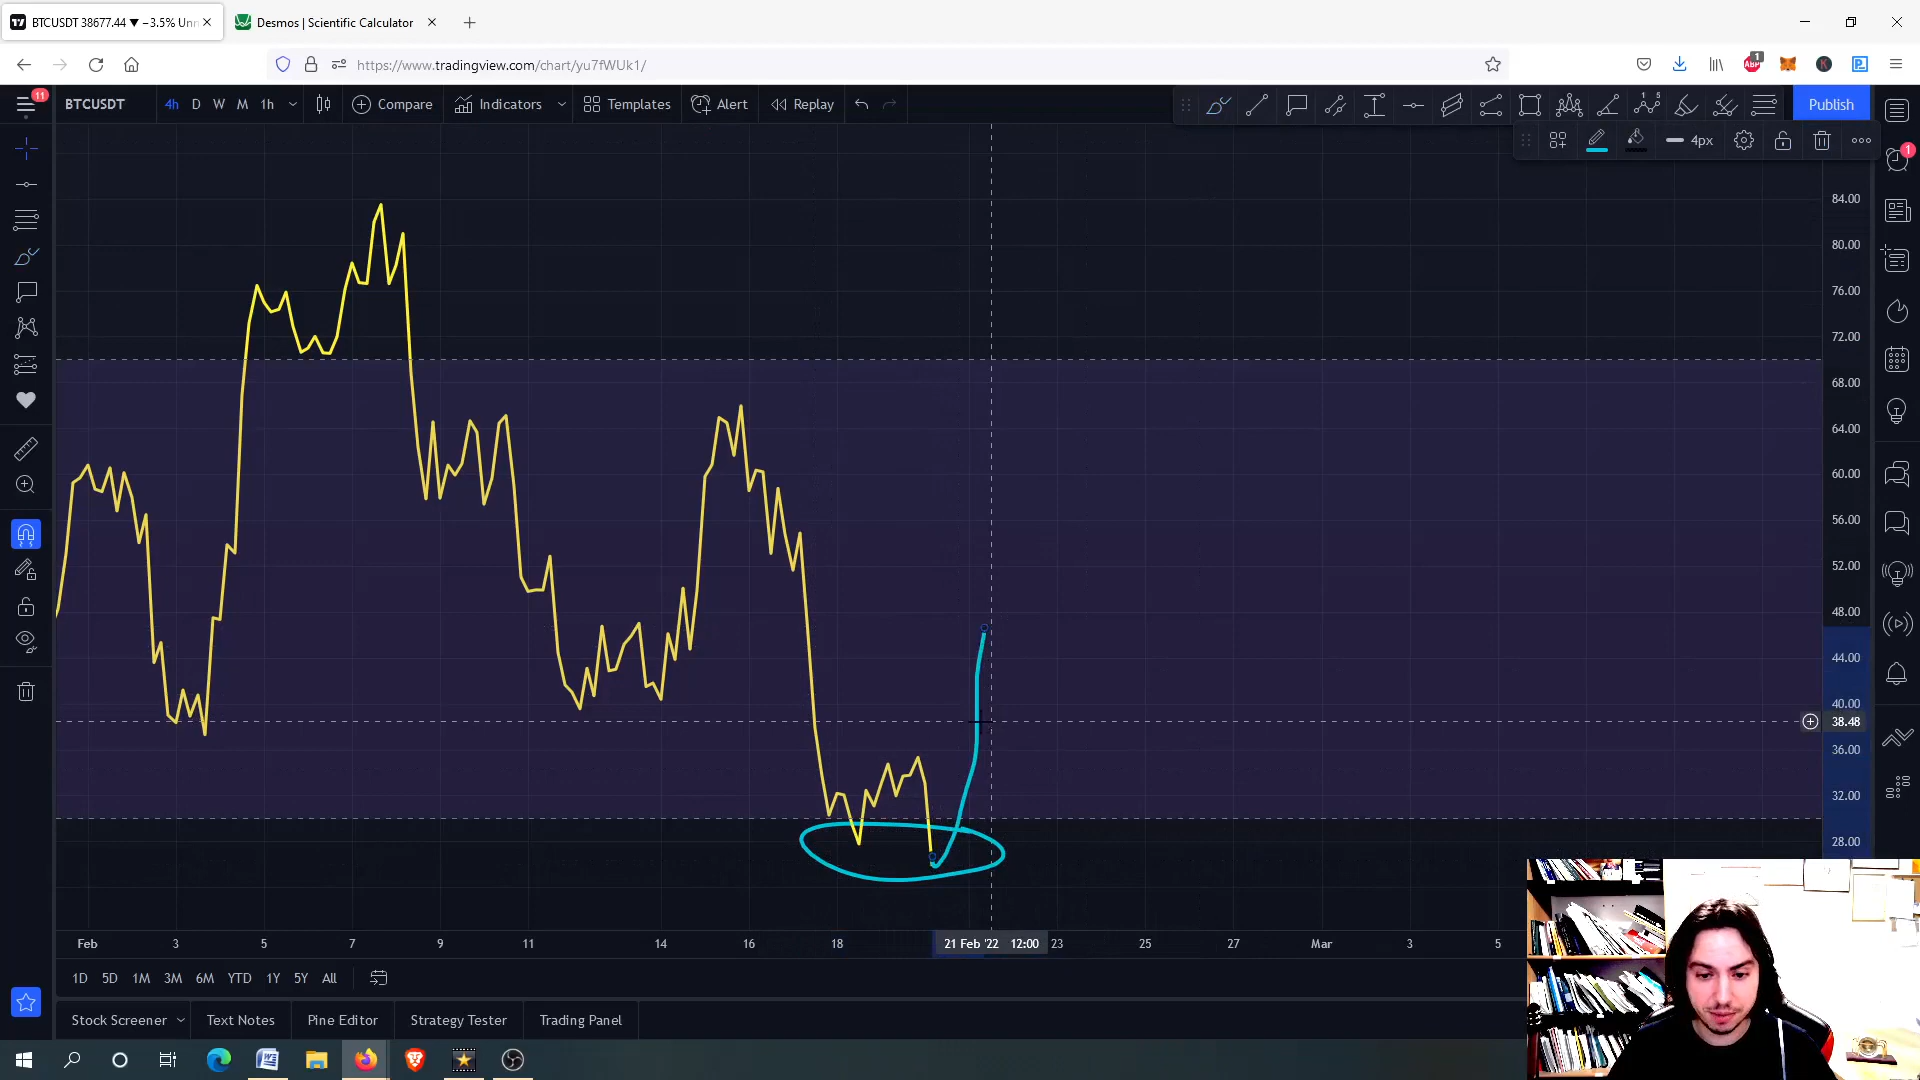 BTCUSDT 38677.44 ▼ −3.5% Unn
Desmos | Scientific Calculator
https://www.tradingview.com/chart/yu7fWUk1/
1
11
BTCUSDT
4h D W M 1h
Compare
Indicators
Templates
Alert
Replay
Publish
4px
1
84.00
80.00
76.00
72.00
68.00
64.00
60.00
56.00
52.00
48.00
44.00
40.00
38.48
36.00
32.00
28.00
Feb 3 5 7 9 11 14 16 18 21 Feb '22 12:00 23 25 27 Mar 3 5
1D 5D 1M 3M 6M YTD 1Y 5Y All
Stock Screener Text Notes Pine Editor Strategy Tester Trading Panel